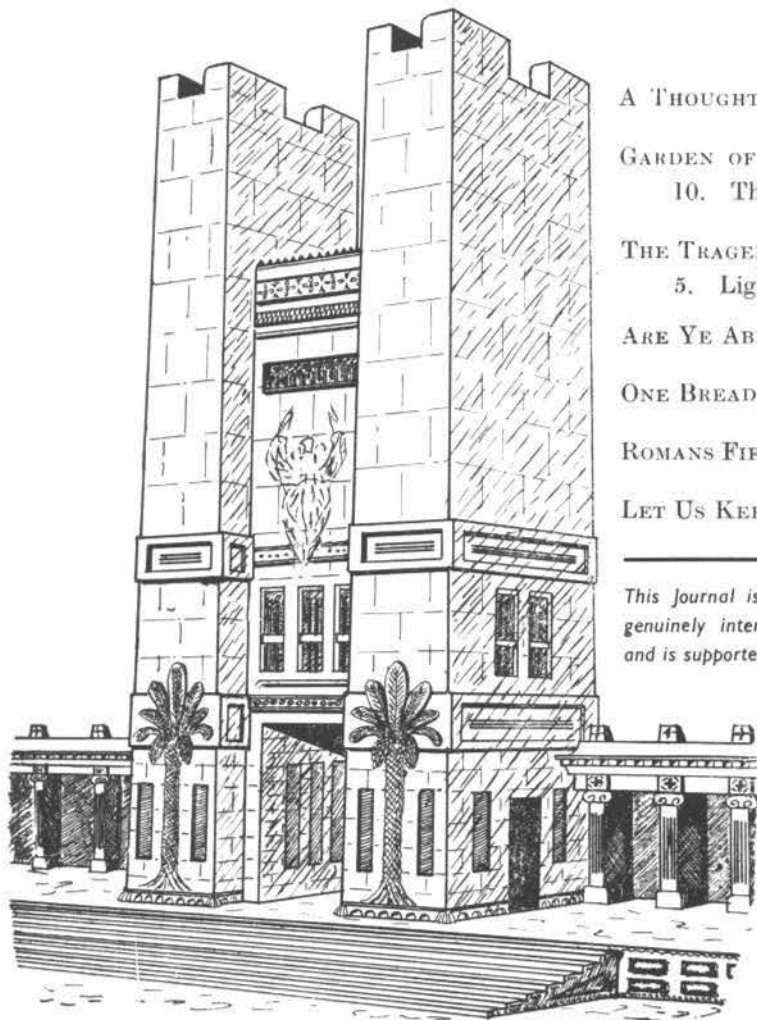 A THOUGHT
GARDEN OF
10. Th
THE TRAGE
5. Lig
ARE YE AB
ONE BREAD
ROMANS FI
LET US KE
This Journal is
genuinely inter
and is supporte